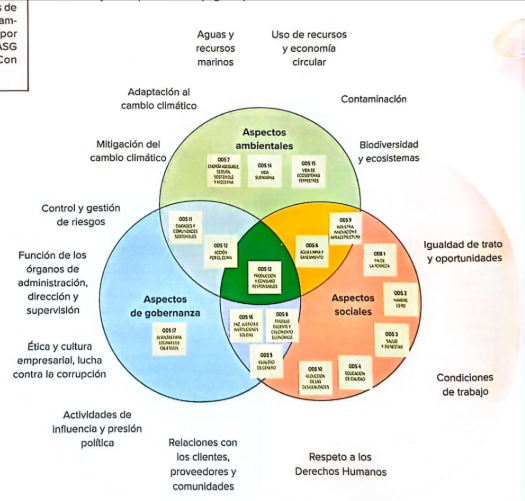 s de
am-
por
ASG
Con
Aguas y
recursos
marinos
Uso de recursos
y economía
circular
Adaptación al
cambio climático
Contaminación
Mitigación del
cambio climático
Aspectos
ambientales
Biodiversidad
y ecosistemas
ODS 7
ENERGÍA ASEQUIBLE,
SEGURA,
SOSTENIBLE
Y MODERNA
ODS 14
VIDA
SUBMARINA
ODS 15
VIDA DE
ECOSISTEMAS
TERRESTRES
Control y gestión
de riesgos
ODS 11
CIUDADES Y
COMUNIDADES
SOSTENIBLES
ODS 9
INDUSTRIA,
INNOVACIÓN E
INFRAESTRUCTURA
ODS 13
ACCIÓN
POR EL CLIMA
ODS 6
AGUA LIMPIA Y
SANEAMIENTO
Igualdad de trato
y oportunidades
ODS 1
FIN DE
LA POBREZA
Función de los
órganos de
administración,
dirección y
supervisión
ODS 12
PRODUCCIÓN
Y CONSUMO
RESPONSABLES
Aspectos
de gobernanza
Aspectos
sociales
ODS 2
HAMBRE
CERO
ODS 17
ALIANZAS PARA
LOGRAR LOS
OBJETIVOS
ODS 16
PAZ, JUSTICIA E
INSTITUCIONES
SÓLIDAS
ODS 8
TRABAJO
DECENTE Y
CRECIMIENTO
ECONÓMICO
ODS 3
SALUD
Y BIENESTAR
Ética y cultura
empresarial, lucha
contra la corrupción
ODS 5
IGUALDAD
DE GÉNERO
ODS 10
REDUCCIÓN
DE LAS
DESIGUALDADES
ODS 4
EDUCACIÓN
DE CALIDAD
Condiciones
de trabajo
Actividades de
influencia y presión
política
Relaciones con
los clientes,
proveedores y
comunidades
Respeto a los
Derechos Humanos